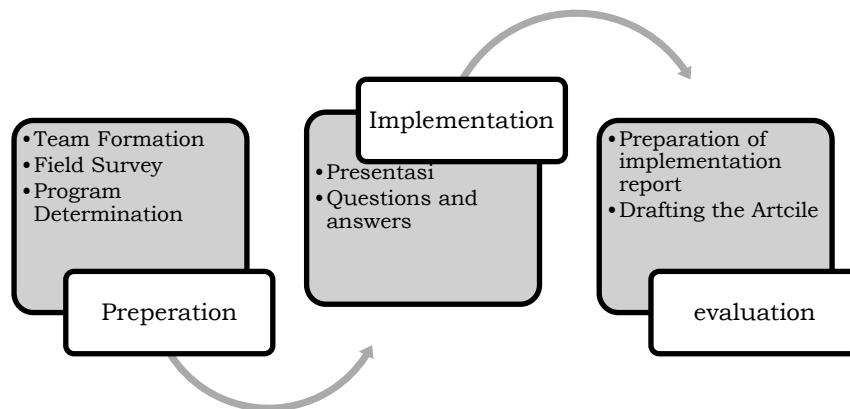 • Team Formation
• Field Survey
• Program
Determination
Preperation
Implementation
• Presentasi
• Questions and
answers
• Preparation of
implementation
report
• Drafting the Artcile
evaluation